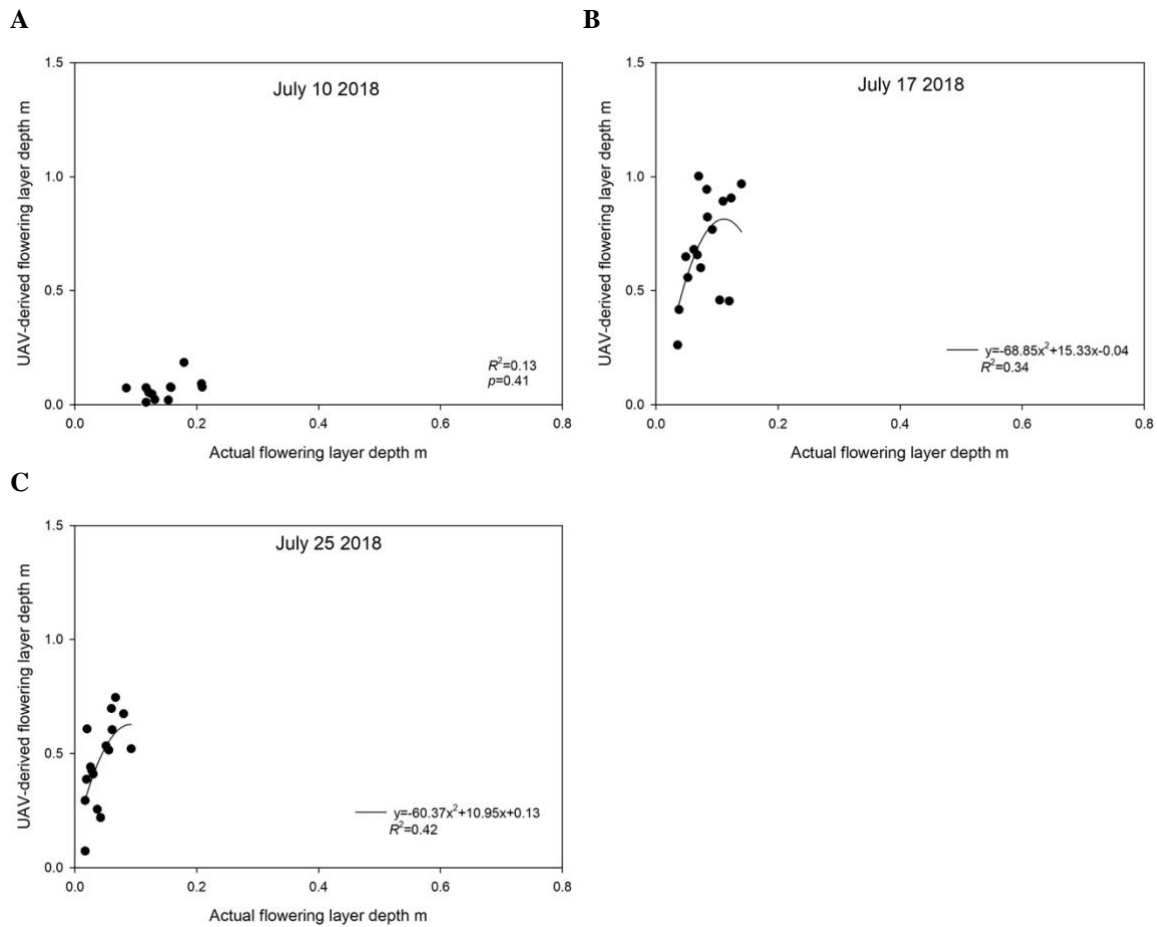 A
UAV-derived flowering layer depth m
1.5
1.0
0.5
0.0
July 10 2018
R²=0.13
p=0.41
0.0 0.2 0.4 0.6 0.8
Actual flowering layer depth m
B
UAV-derived flowering layer depth m
1.5
1.0
0.5
0.0
July 17 2018
y=-68.85x²+15.33x-0.04
R²=0.34
0.0 0.2 0.4 0.6 0.8
Actual flowering layer depth m
C
UAV-derived flowering layer depth m
1.5
1.0
0.5
0.0
July 25 2018
y=-60.37x²+10.95x+0.13
R²=0.42
0.0 0.2 0.4 0.6 0.8
Actual flowering layer depth m